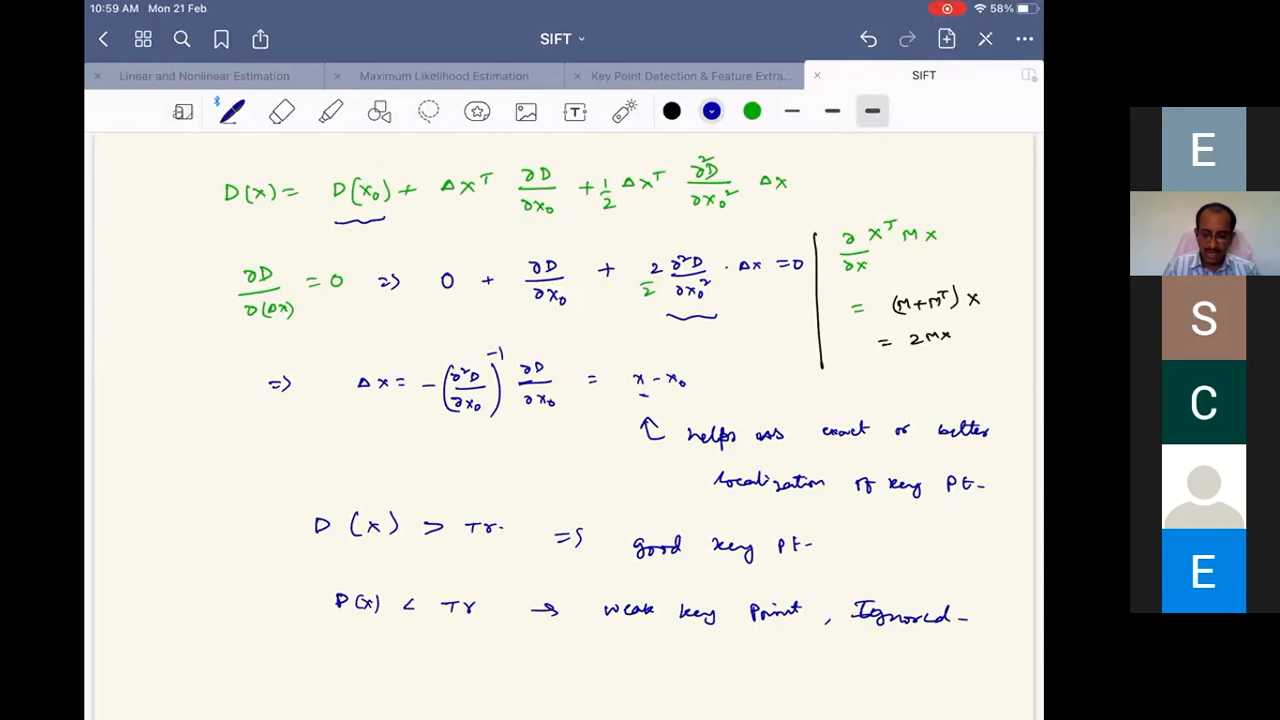 10:59 AM Mon 21 Feb
58%
SIFT
Linear and Nonlinear Estimation
Maximum Likelihood Estimation
Key Point Detection & Feature Extra...
SIFT
D(x) = D(x₀) + Δxᵀ ∂D/∂x₀ + 1/2 Δxᵀ ∂²D/∂x₀² Δx
∂D/∂(Δx) = 0 => 0 + ∂D/∂x₀ + 2/2 ∂²D/∂x₀² · Δx = 0
∂/∂x xᵀMx
= (M+Mᵀ) x
= 2Mx
=> Δx = -(∂²D/∂x₀)⁻¹ ∂D/∂x₀ = x - x₀
helps exact or better
localization of key pt-
D(x) > Tr. => good key pt-
D(x) < Tr → weak key point, Ignored-
E
S
C
E